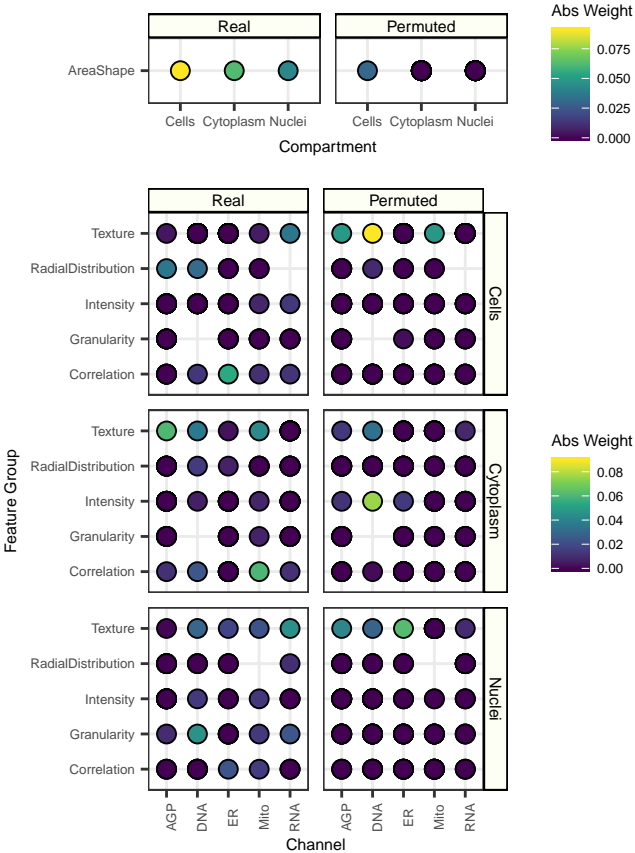 Abs Weight
Real Permuted
0.075
0.050
0.025
0.000
AreaShape
Cells Cytoplasm Nuclei Cells Cytoplasm Nuclei
Compartment
Real Permuted
Texture
RadialDistribution
Intensity
Granularity
Correlation
Cells
Texture
RadialDistribution
Intensity
Granularity
Correlation
Cytoplasm
Feature Group
Abs Weight
0.08
0.06
0.04
0.02
0.00
Texture
RadialDistribution
Intensity
Granularity
Correlation
Nuclei
AGP DNA ER Mito RNA AGP DNA ER Mito RNA
Channel